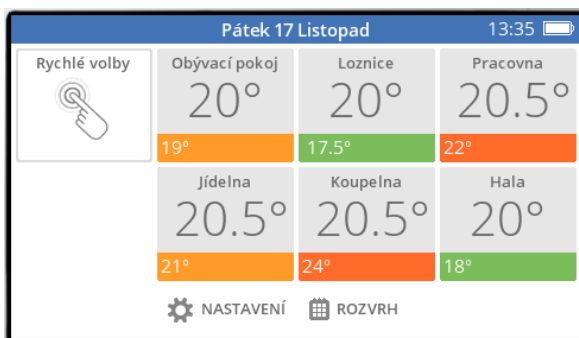 Pátek 17 Listopad 13:35
Rychlé volby Obývací pokoj Loznice Pracovna
20° 20° 20.5°
19° 17.5° 22°
Jídelna Koupelna Hala
20.5° 20.5° 20°
21° 24° 18°
NASTAVENÍ ROZVRH